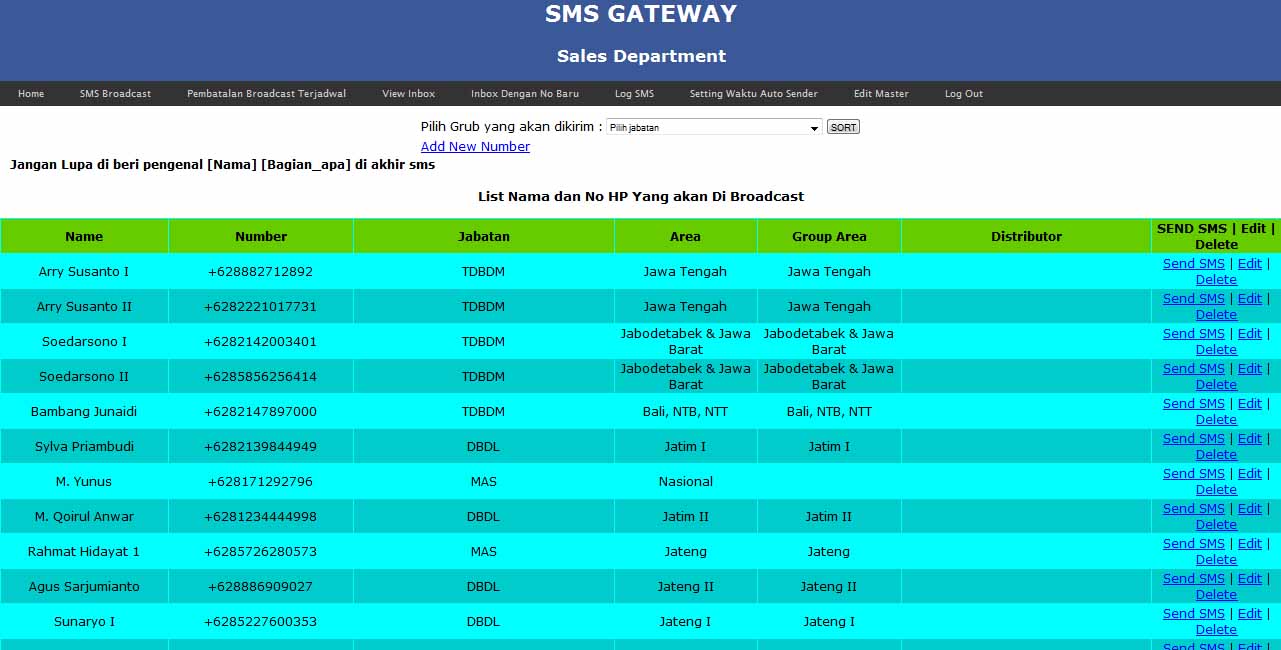 SMS GATEWAY
Sales Department
Home SMS Broadcast Pembatalan Broadcast Terjadwal View Inbox Inbox Dengan No Baru Log SMS Setting Waktu Auto Sender Edit Master Log Out
Pilih Grub yang akan dikirim : Pilih jabatan SORT
Add New Number
Jangan Lupa di beri pengenal [Nama] [Bagian_apa] di akhir sms
List Nama dan No HP Yang akan Di Broadcast
Name Number Jabatan Area Group Area Distributor SEND SMS | Edit | Delete
Arry Susanto I +628882712892 TDBDM Jawa Tengah Jawa Tengah Send SMS | Edit | Delete
Arry Susanto II +6282221017731 TDBDM Jawa Tengah Jawa Tengah Send SMS | Edit | Delete
Soedarsono I +6282142003401 TDBDM Jabodetabek & Jawa Barat Jabodetabek & Jawa Barat Send SMS | Edit | Delete
Soedarsono II +6285856256414 TDBDM Jabodetabek & Jawa Barat Jabodetabek & Jawa Barat Send SMS | Edit | Delete
Bambang Junaidi +6282147897000 TDBDM Bali, NTB, NTT Bali, NTB, NTT Send SMS | Edit | Delete
Sylva Priambudi +6282139844949 DBDL Jatim I Jatim I Send SMS | Edit | Delete
M. Yunus +628171292796 MAS Nasional Send SMS | Edit | Delete
M. Qoirul Anwar +6281234444998 DBDL Jatim II Jatim II Send SMS | Edit | Delete
Rahmat Hidayat 1 +6285726280573 MAS Jateng Jateng Send SMS | Edit | Delete
Agus Sarjumianto +628886909027 DBDL Jateng II Jateng II Send SMS | Edit | Delete
Sunaryo I +6285227600353 DBDL Jateng I Jateng I Send SMS | Edit | Delete
Send SMS | Edit |